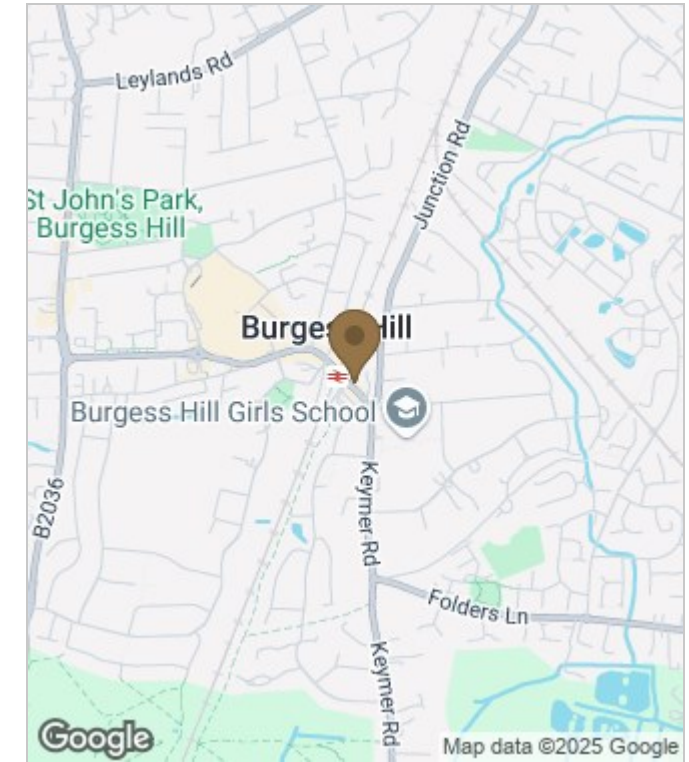 Leylands Rd
Junction Rd
St John's Park,
Burgess Hill
Burges Hill
Burgess Hill Girls School
B2036
Keymer Rd
Folders Ln
Keymer Rd
Google
Map data ©2025 Google